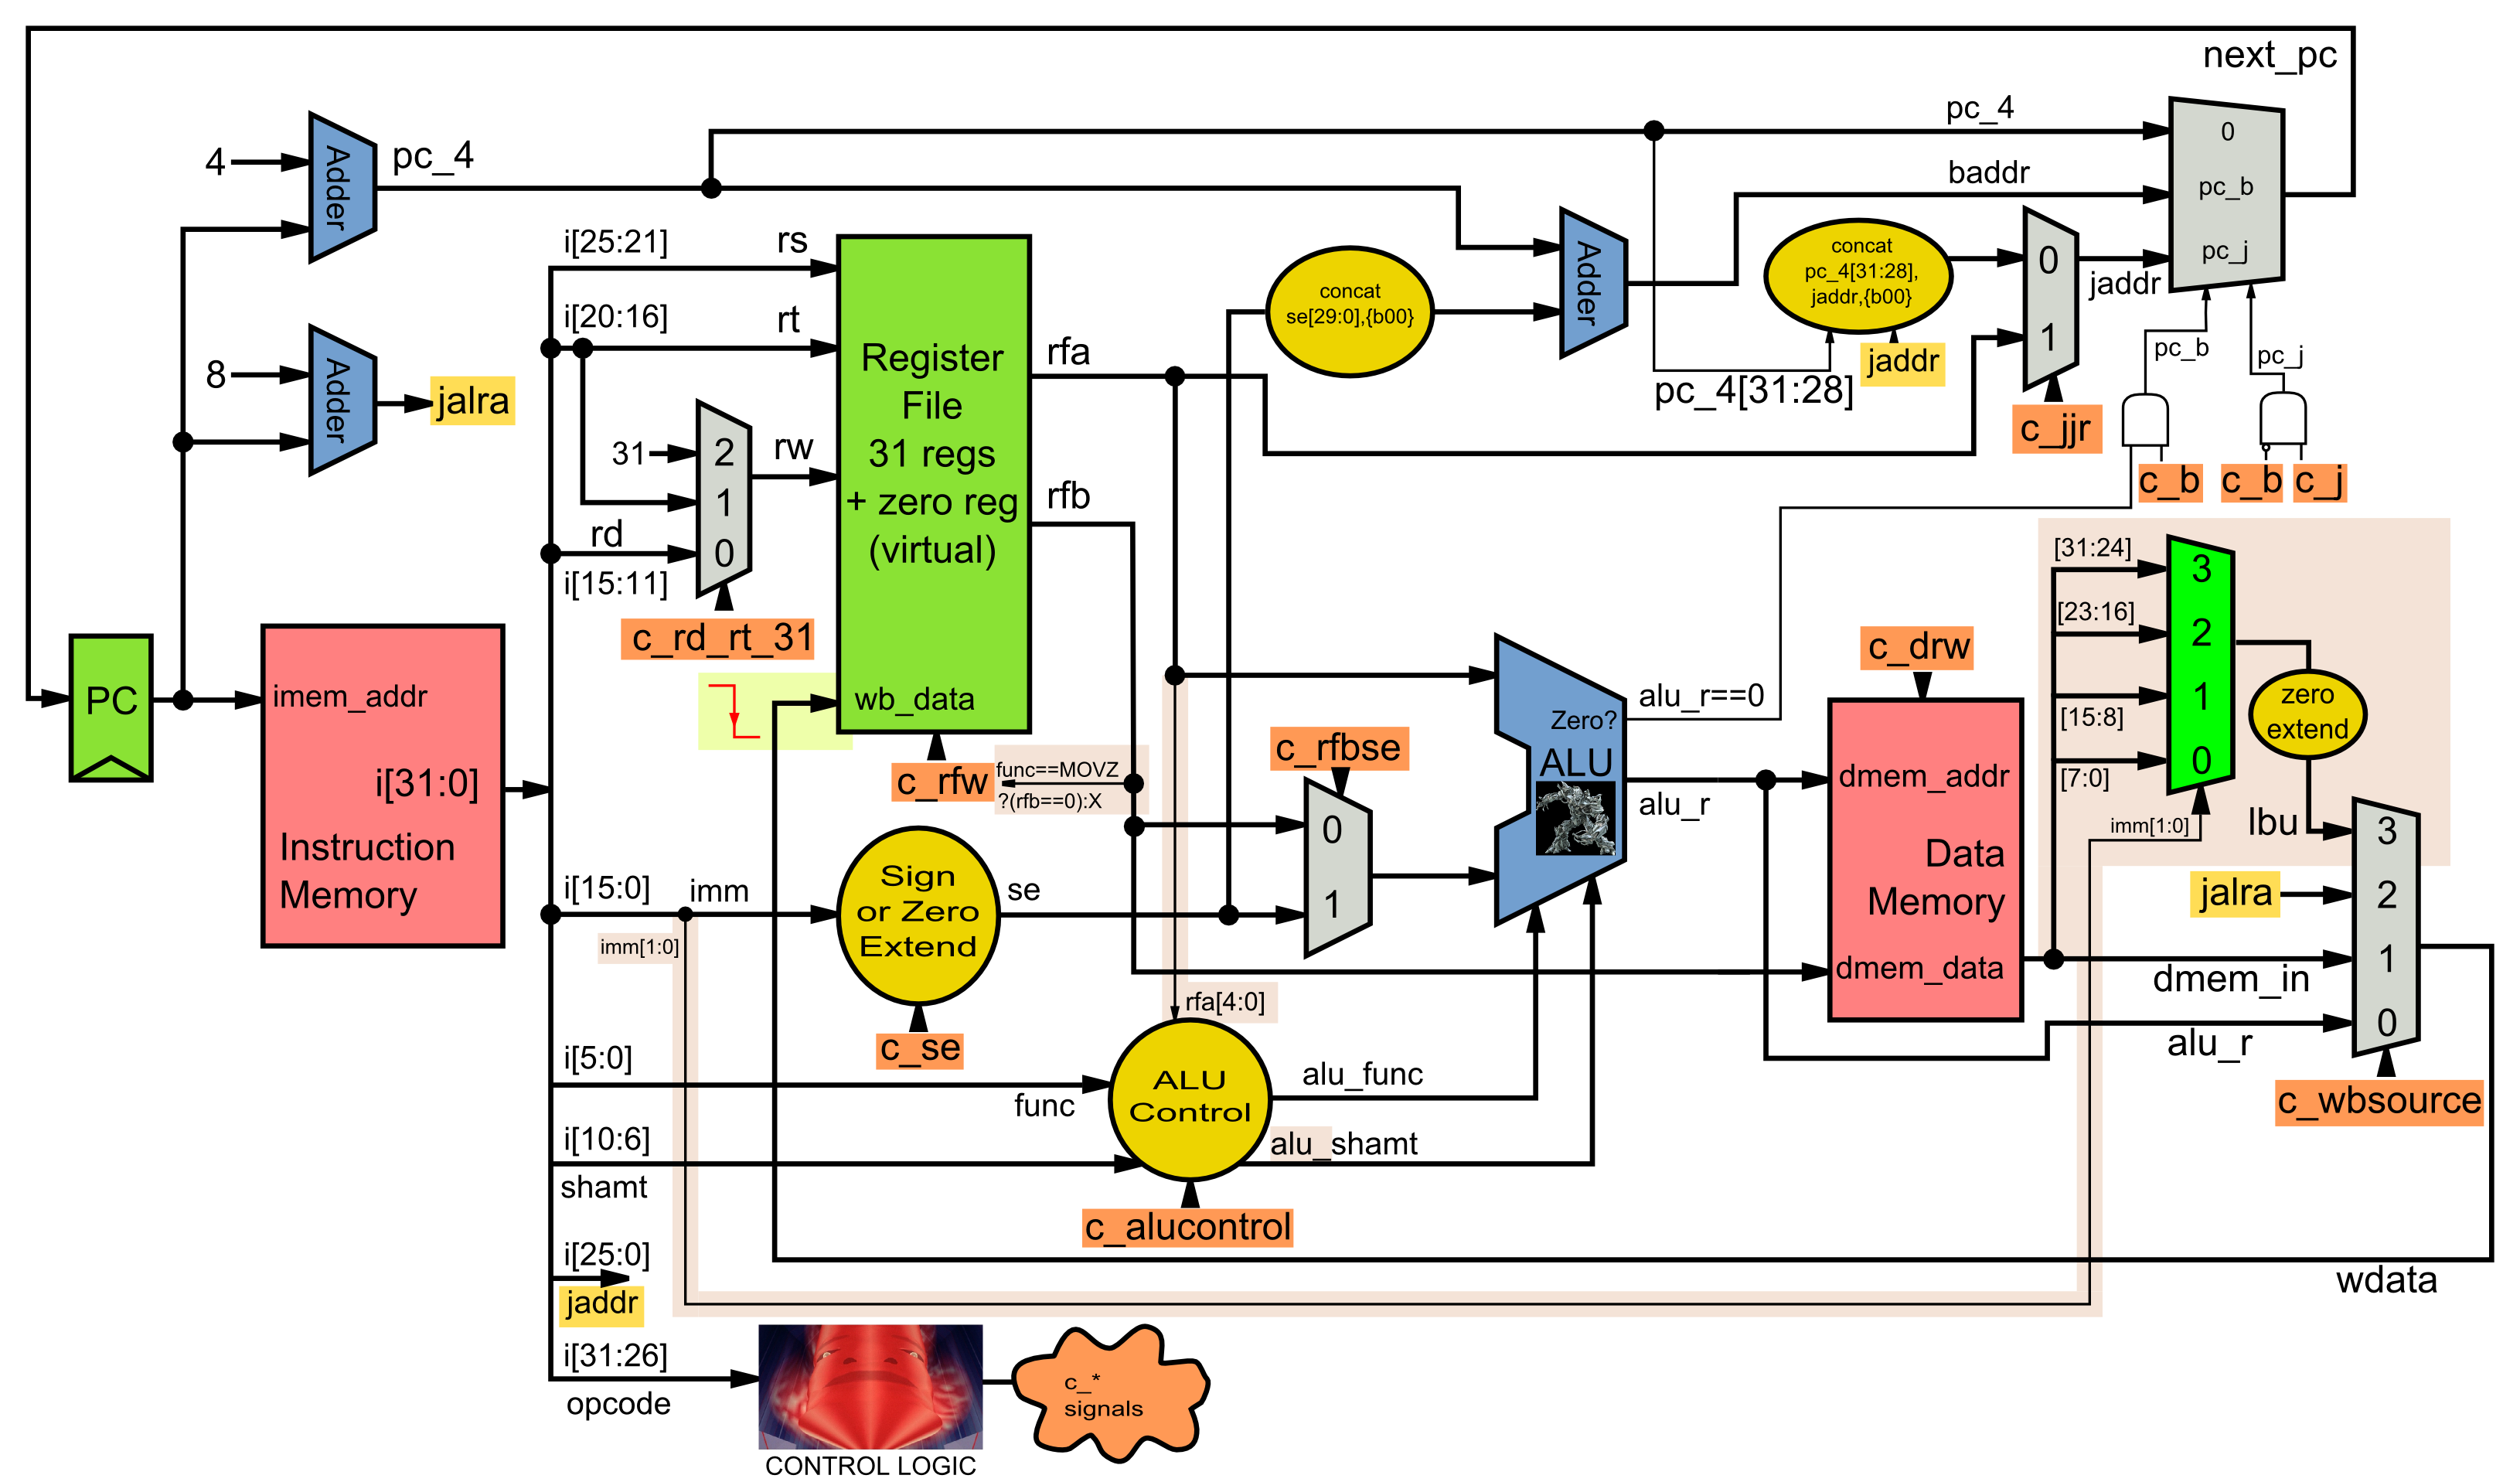 next_pc
pc_4
0
4
Adder
pc_4
baddr
pc_b
i[25:21]
rs
Adder
concat
pc_4[31:28],
jaddr,{b00}
0
pc_j
jaddr
concat
se[29:0],{b00}
i[20:16]
rt
1
pc_b
pc_j
8
Adder
jalra
Register
File
31 regs
+ zero reg
(virtual)
rfa
jaddr
pc_4[31:28]
c_jjr
31
2
rw
1
0
rd
i[15:11]
rfb
c_b
c_b
c_j
c_rd_rt_31
[31:24]
3
[23:16]
2
[15:8]
1
[7:0]
0
zero
extend
imm[1:0]
lbu
PC
imem_addr
i[31:0]
Instruction
Memory
wb_data
c_rfw
func==MOVZ
?(rfb==0):X
c_rfbse
0
1
Zero?
ALU
alu_r==0
alu_r
c_drw
dmem_addr
Data
Memory
dmem_data
3
jalra
2
1
dmem_in
0
alu_r
c_wbsource
i[15:0]
imm
imm[1:0]
Sign
or Zero
Extend
se
c_se
rfa[4:0]
i[5:0]
func
ALU
Control
alu_func
i[10:6]
shamt
alu_shamt
c_alucontrol
i[25:0]
jaddr
wdata
i[31:26]
opcode
c_*
signals
CONTROL LOGIC